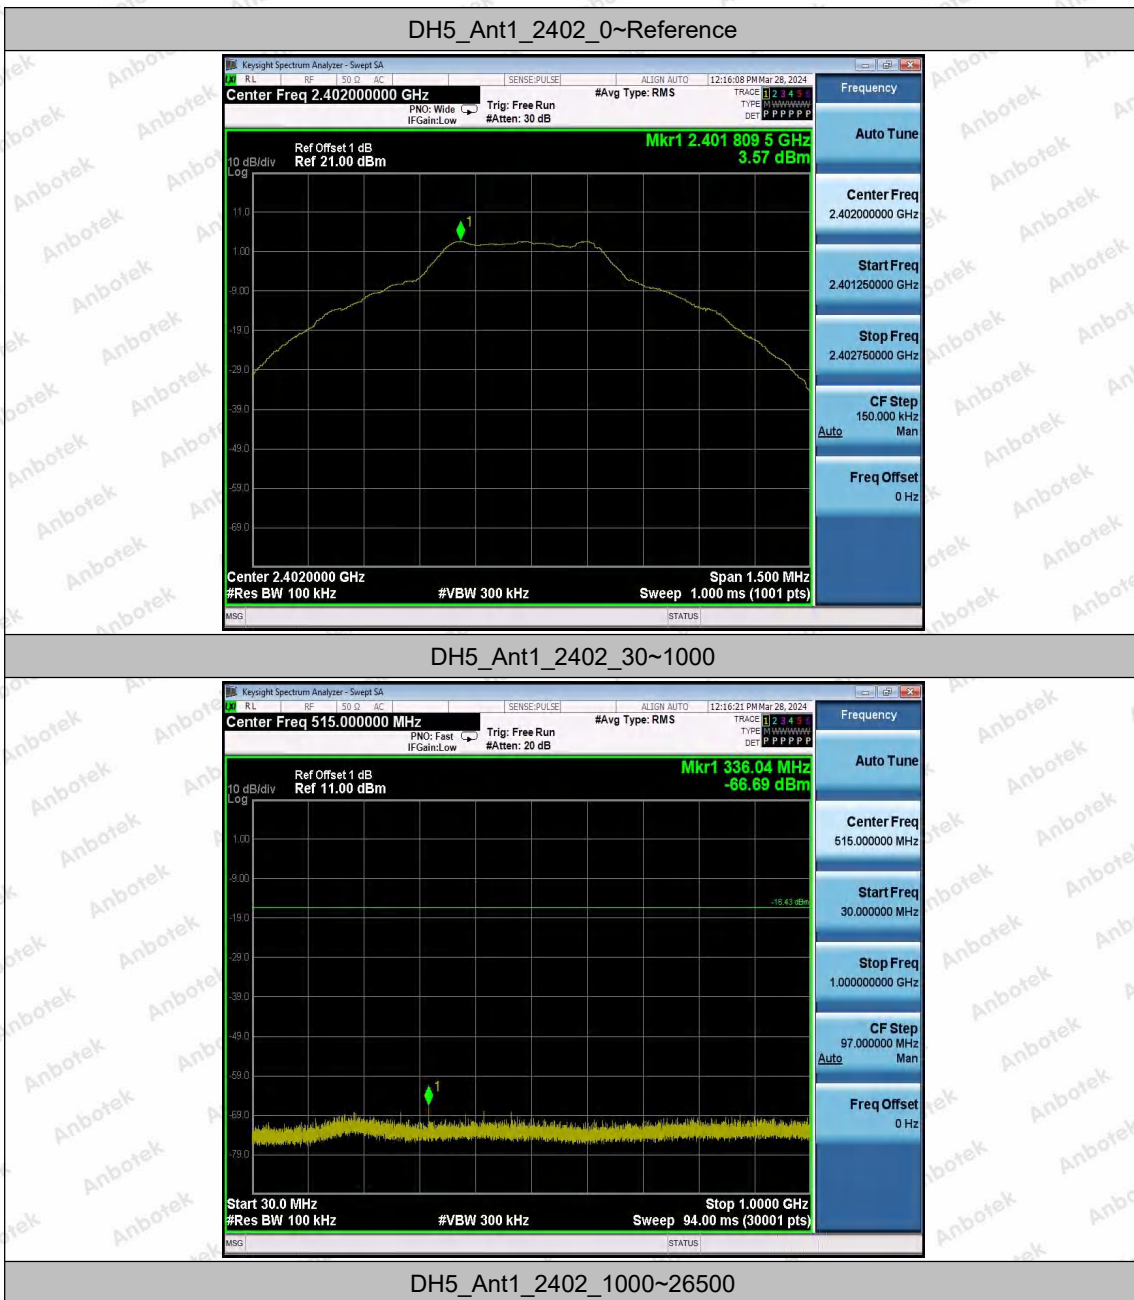 DH5_Ant1_2402_0~Reference
Keysight Spectrum Analyzer - Swept SA
LXI RL RF 50 Ω AC SENSE:PULSE ALIGN AUTO 12:16:08 PM Mar 28, 2024
Center Freq 2.402000000 GHz
PNO: Wide
IFGain:Low
Trig: Free Run
#Atten: 30 dB
#Avg Type: RMS
TRACE 1 2 3 4 5 6
TYPE M WWWWW
DET P P P P P P
Mkr1 2.401 809 5 GHz
3.57 dBm
Ref Offset 1 dB
10 dB/div Ref 21.00 dBm
Log
11.0
1.00
-9.00
-19.0
-29.0
-39.0
-49.0
-59.0
-69.0
1
Center 2.4020000 GHz Span 1.500 MHz
#Res BW 100 kHz #VBW 300 kHz Sweep 1.000 ms (1001 pts)
MSG STATUS
Frequency
Auto Tune
Center Freq
2.402000000 GHz
Start Freq
2.401250000 GHz
Stop Freq
2.402750000 GHz
CF Step
150.000 kHz
Auto Man
Freq Offset
0 Hz
DH5_Ant1_2402_30~1000
Keysight Spectrum Analyzer - Swept SA
LXI RL RF 50 Ω AC SENSE:PULSE ALIGN AUTO 12:16:21 PM Mar 28, 2024
Center Freq 515.000000 MHz
PNO: Fast
IFGain:Low
Trig: Free Run
#Atten: 20 dB
#Avg Type: RMS
TRACE 1 2 3 4 5 6
TYPE M WWWWW
DET P P P P P P
Mkr1 336.04 MHz
-66.69 dBm
Ref Offset 1 dB
10 dB/div Ref 11.00 dBm
Log
1.00
-9.00
-16.43 dBm
-19.0
-29.0
-39.0
-49.0
-59.0
-69.0
-79.0
1
Start 30.0 MHz Stop 1.0000 GHz
#Res BW 100 kHz #VBW 300 kHz Sweep 94.00 ms (30001 pts)
MSG STATUS
Frequency
Auto Tune
Center Freq
515.000000 MHz
Start Freq
30.000000 MHz
Stop Freq
1.000000000 GHz
CF Step
97.000000 MHz
Auto Man
Freq Offset
0 Hz
DH5_Ant1_2402_1000~26500
Anbotek